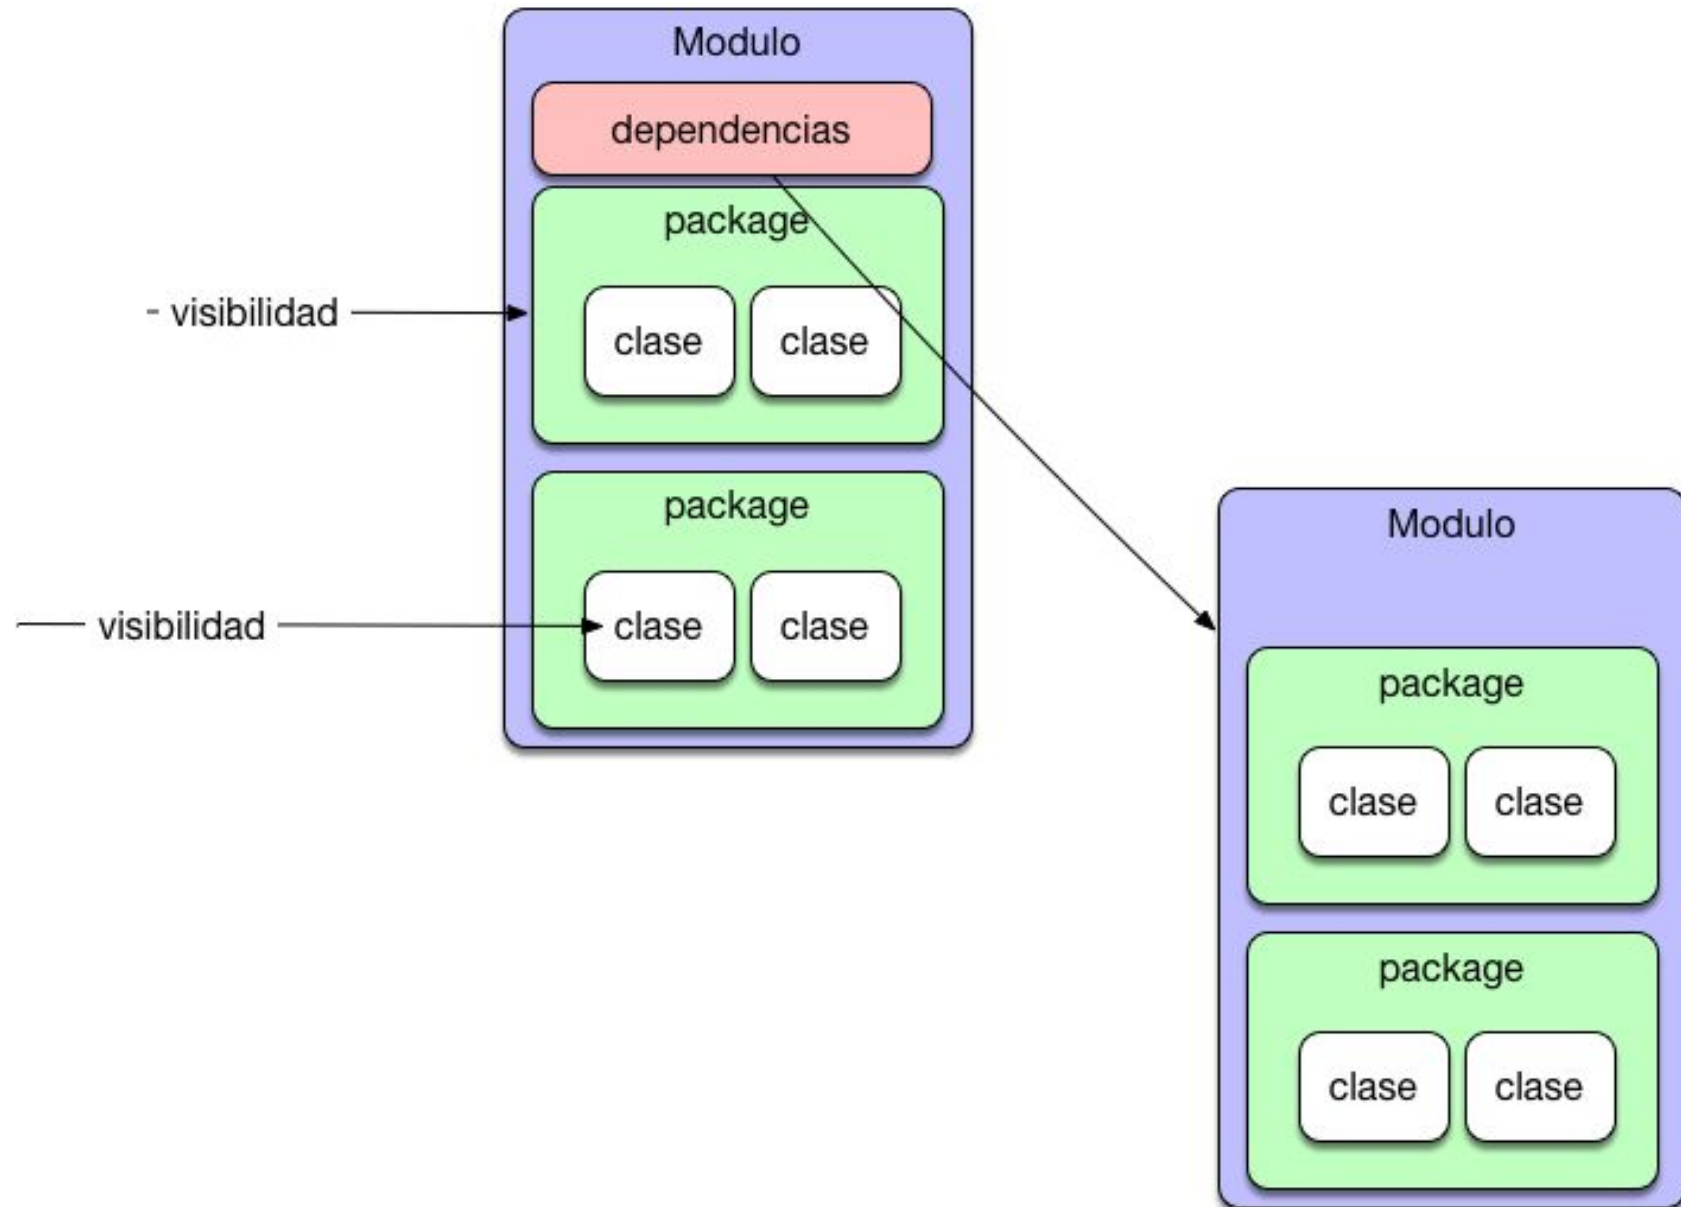 Modulo
dependencias
package
visibilidad
clase clase
package
visibilidad
clase clase
Modulo
package
clase clase
package
clase clase